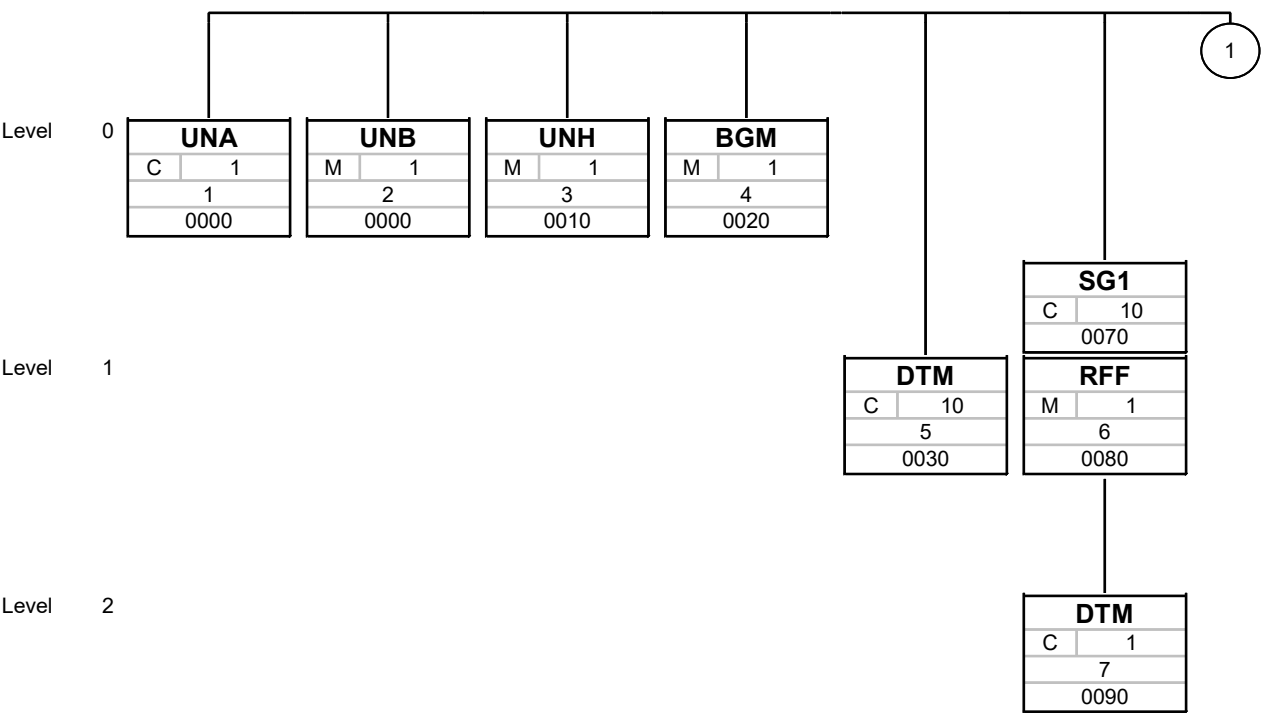 1
Level 0
UNA UNB UNH BGM
C 1 M 1 M 1 M 1
1 2 3 4
0000 0000 0010 0020
SG1
C 10
0070
Level 1
DTM RFF
C 10 M 1
5 6
0030 0080
Level 2
DTM
C 1
7
0090